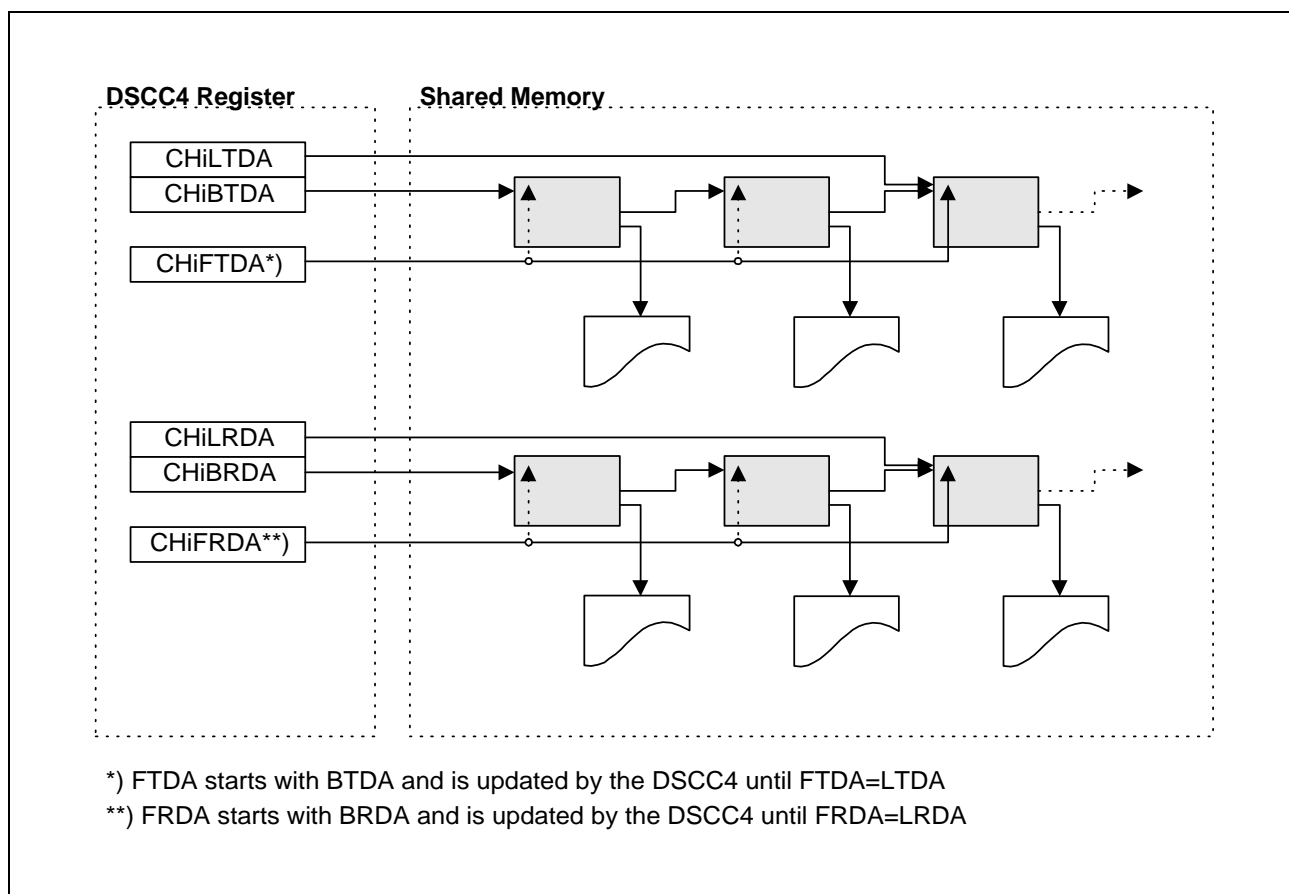 DSCC4 Register
Shared Memory
CHiLTDA
CHiBTDA
CHiFTDA*)
CHiLRDA
CHiBRDA
CHiFRDA**)
*) FTDA starts with BTDA and is updated by the DSCC4 until FTDA=LTDA
**) FRDA starts with BRDA and is updated by the DSCC4 until FRDA=LRDA